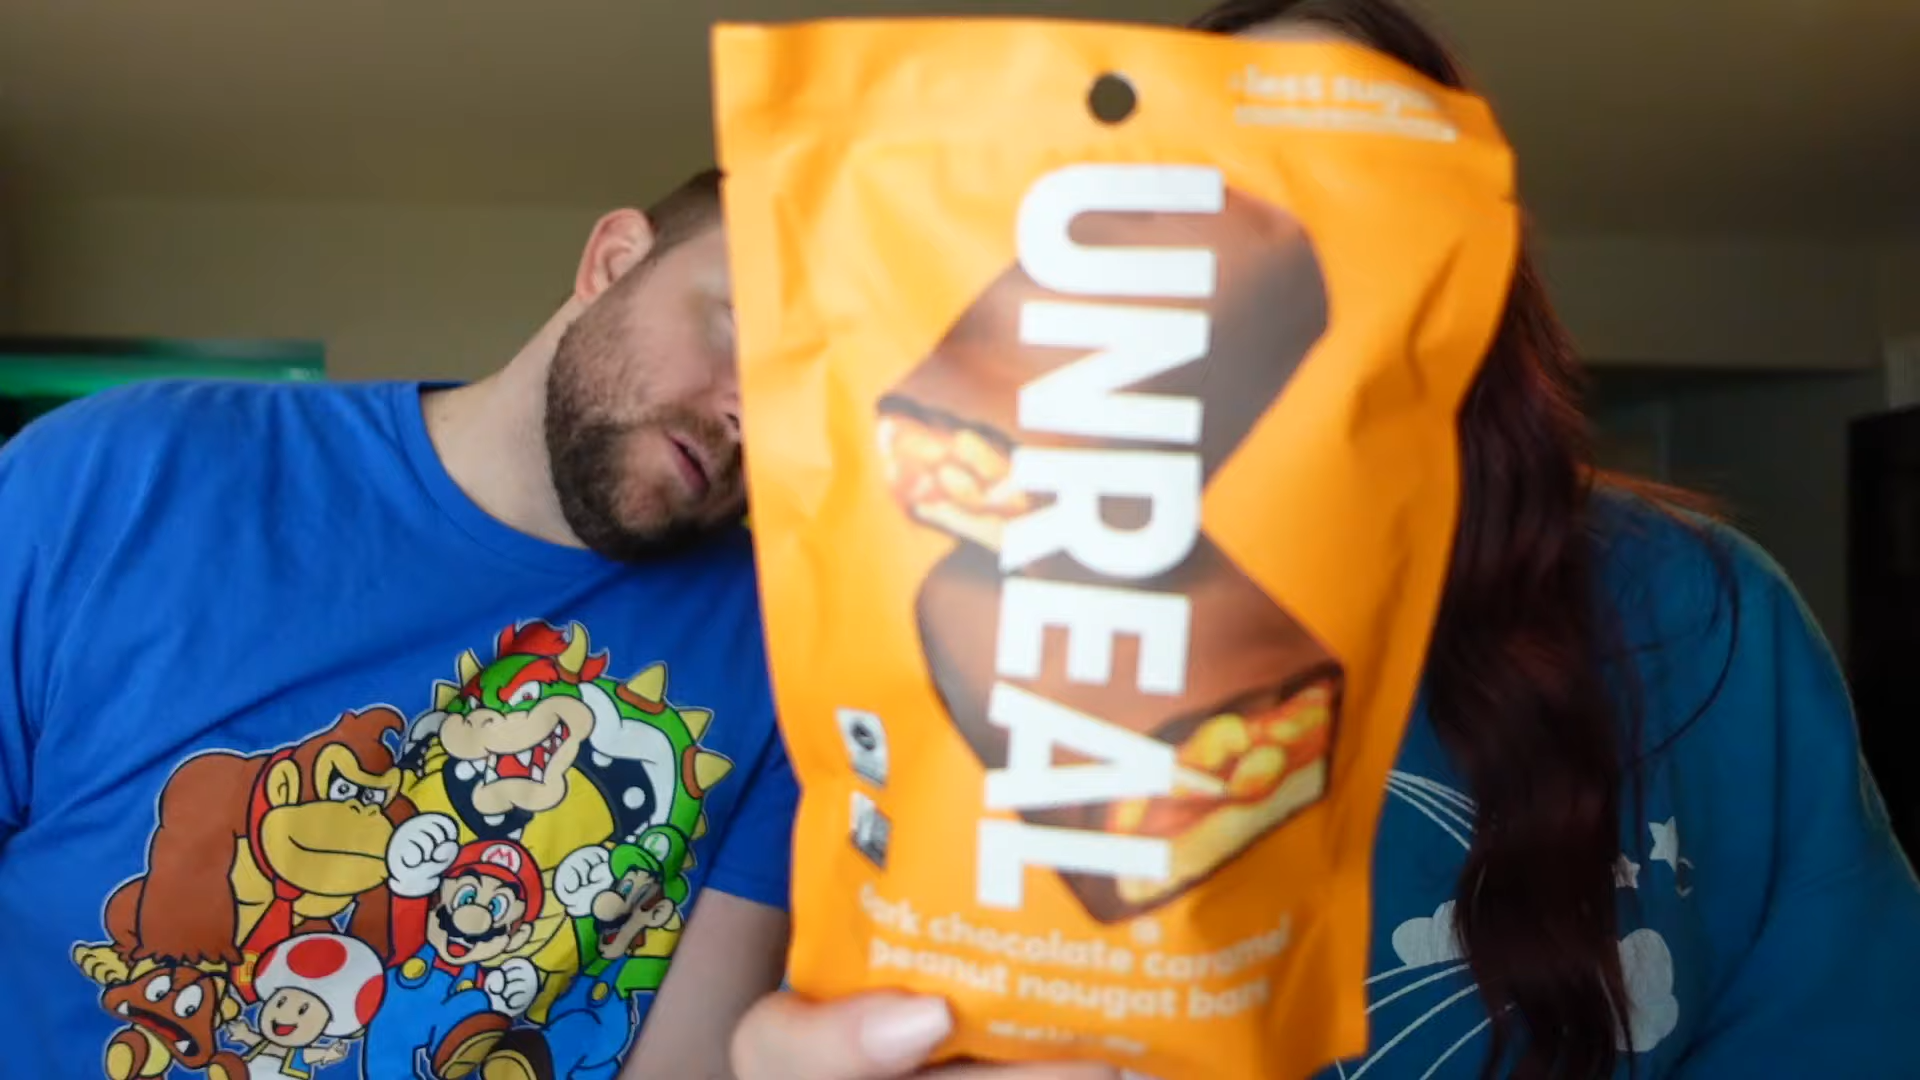 less sugar
UNREAL
dark chocolate caramel
peanut nougat bars
M
L